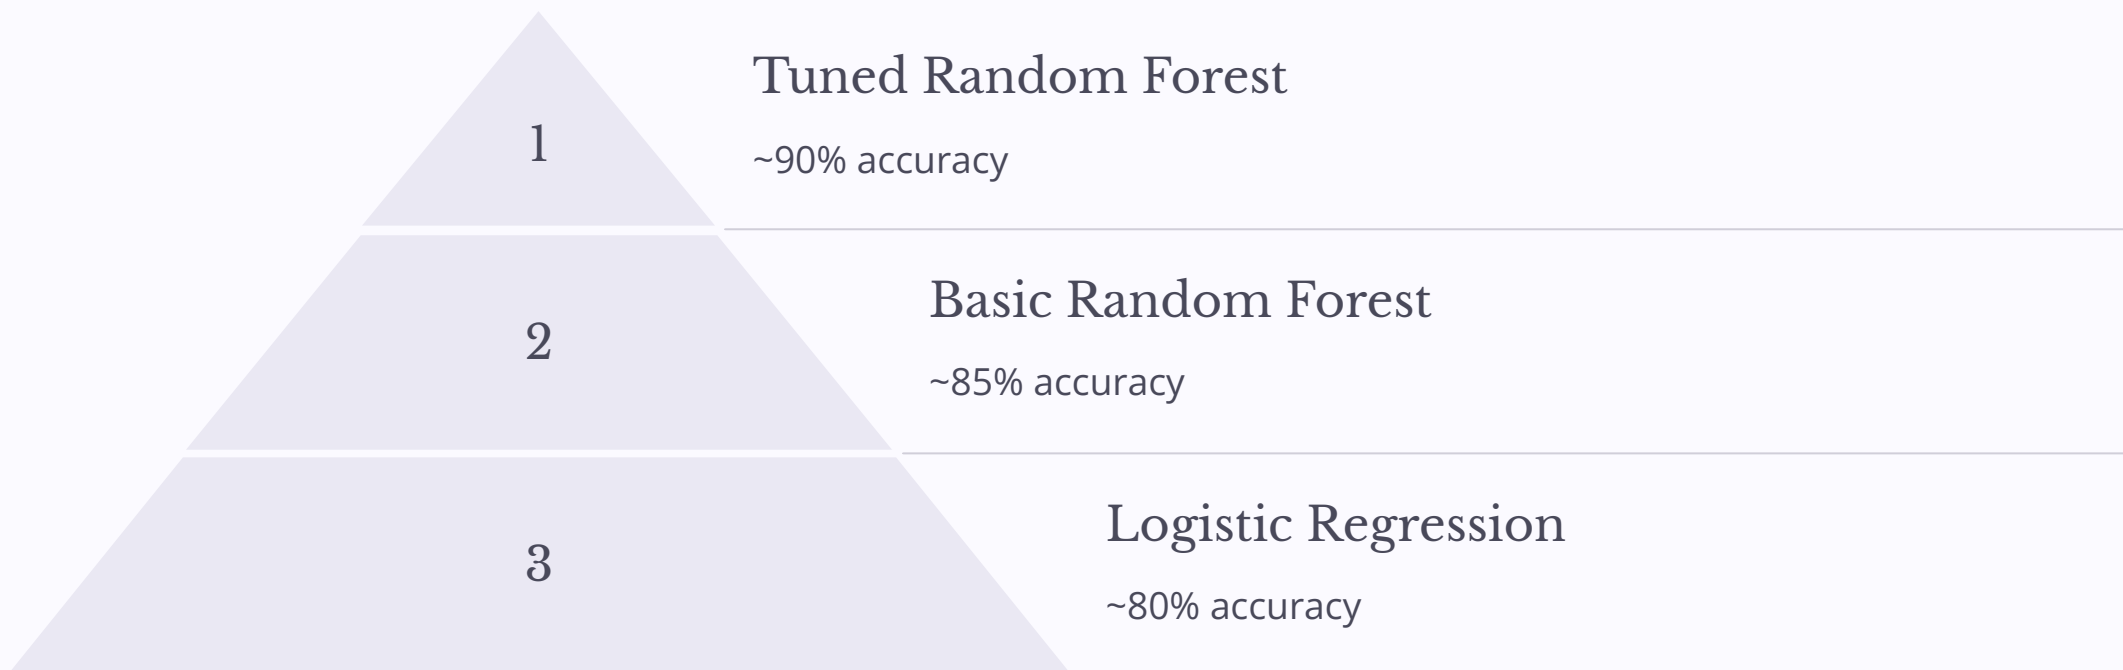 1
Tuned Random Forest
~90% accuracy
2
Basic Random Forest
~85% accuracy
3
Logistic Regression
~80% accuracy